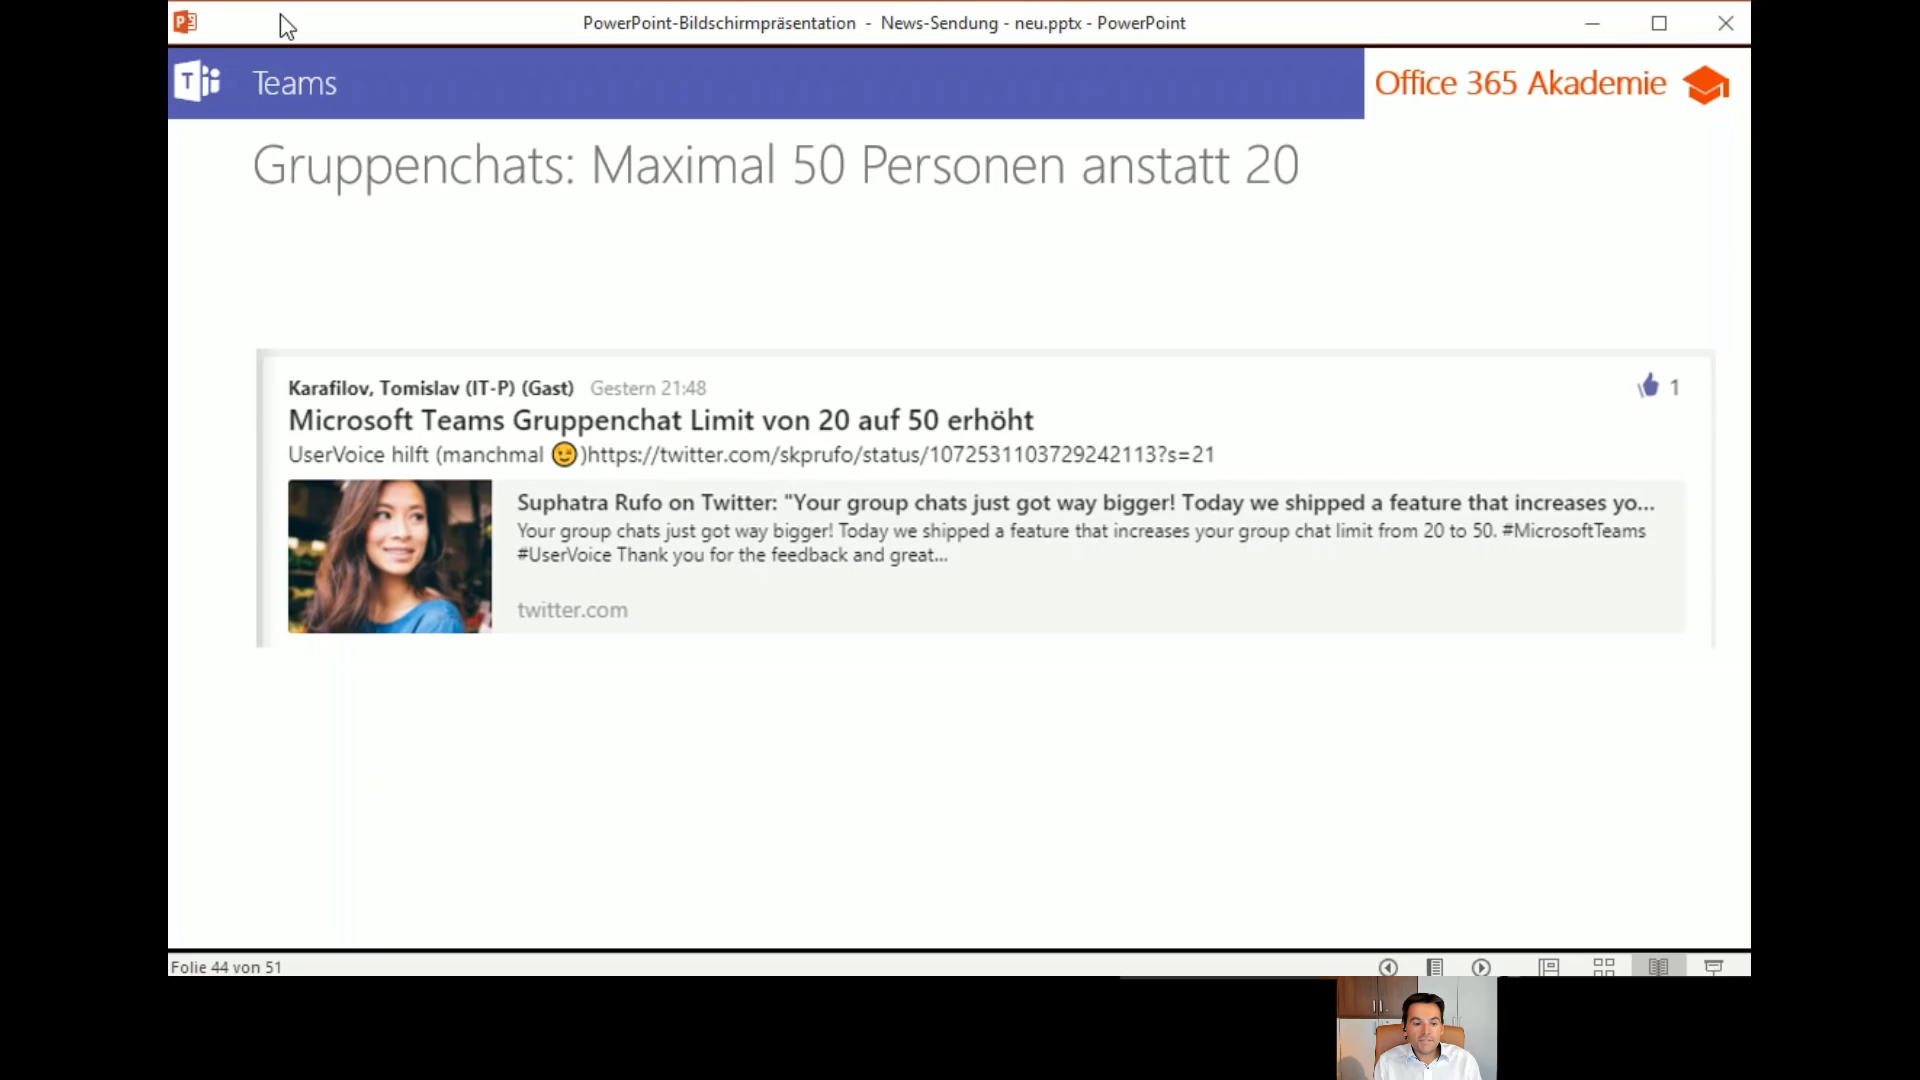 PowerPoint-Bildschirmpräsentation - News-Sendung - neu.pptx - PowerPoint
Teams
Office 365 Akademie
Gruppenchats: Maximal 50 Personen anstatt 20
Karafilov, Tomislav (IT-P) (Gast) Gestern 21:48
1
Microsoft Teams Gruppenchat Limit von 20 auf 50 erhöht
UserVoice hilft (manchmal 😉)https://twitter.com/skprufo/status/1072531103729242113?s=21
Suphatra Rufo on Twitter: "Your group chats just got way bigger! Today we shipped a feature that increases yo...
Your group chats just got way bigger! Today we shipped a feature that increases your group chat limit from 20 to 50. #MicrosoftTeams
#UserVoice Thank you for the feedback and great...
twitter.com
Folie 44 von 51